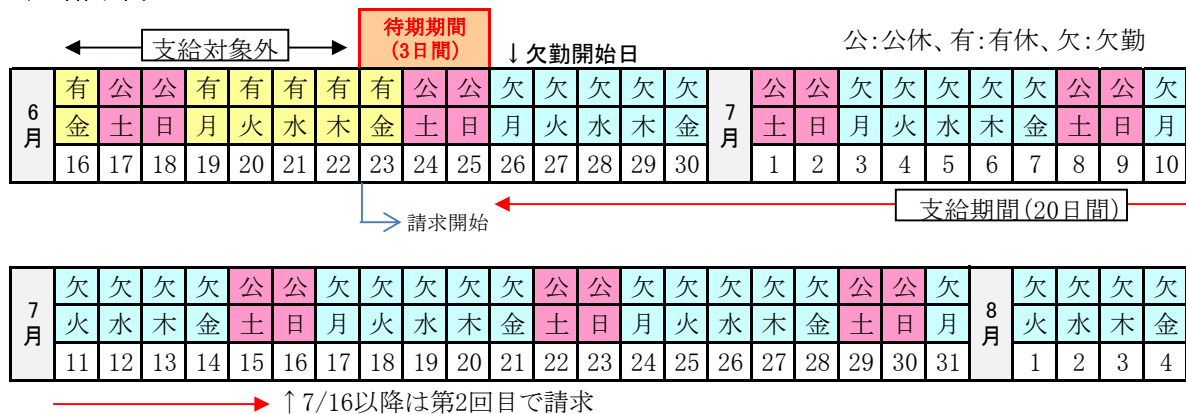 待期期間
(3日間)
支給対象外
↓欠勤開始日
公:公休、有:有休、欠:欠勤
6月 有 公 公 有 有 有 有 有 公 公 欠 欠 欠 欠 欠 7月 公 公 欠 欠 欠 欠 欠 公 公 欠
金 土 日 月 火 水 木 金 土 日 月 火 水 木 金 土 日 月 火 水 木 金 土 日 月
16 17 18 19 20 21 22 23 24 25 26 27 28 29 30 1 2 3 4 5 6 7 8 9 10
請求開始
支給期間(20日間)
7月 欠 欠 欠 欠 公 公 欠 欠 欠 欠 欠 公 公 欠 欠 欠 欠 欠 公 公 欠 8月 欠 欠 欠 欠
火 水 木 金 土 日 月 火 水 木 金 土 日 月 火 水 木 金 土 日 月 火 水 木 金
11 12 13 14 15 16 17 18 19 20 21 22 23 24 25 26 27 28 29 30 31 1 2 3 4
↑7/16以降は第2回目で請求